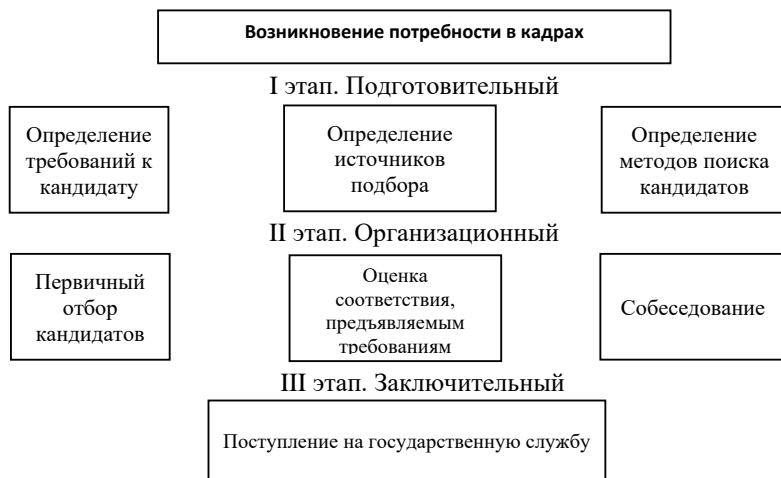 Возникновение потребности в кадрах
I этап. Подготовительный
Определение
требований к
кандидату
Определение
источников
подбора
Определение
методов поиска
кандидатов
II этап. Организационный
Первичный
отбор
кандидатов
Оценка
соответствия,
предъявляемым
требованиям
Собеседование
III этап. Заключительный
Поступление на государственную службу